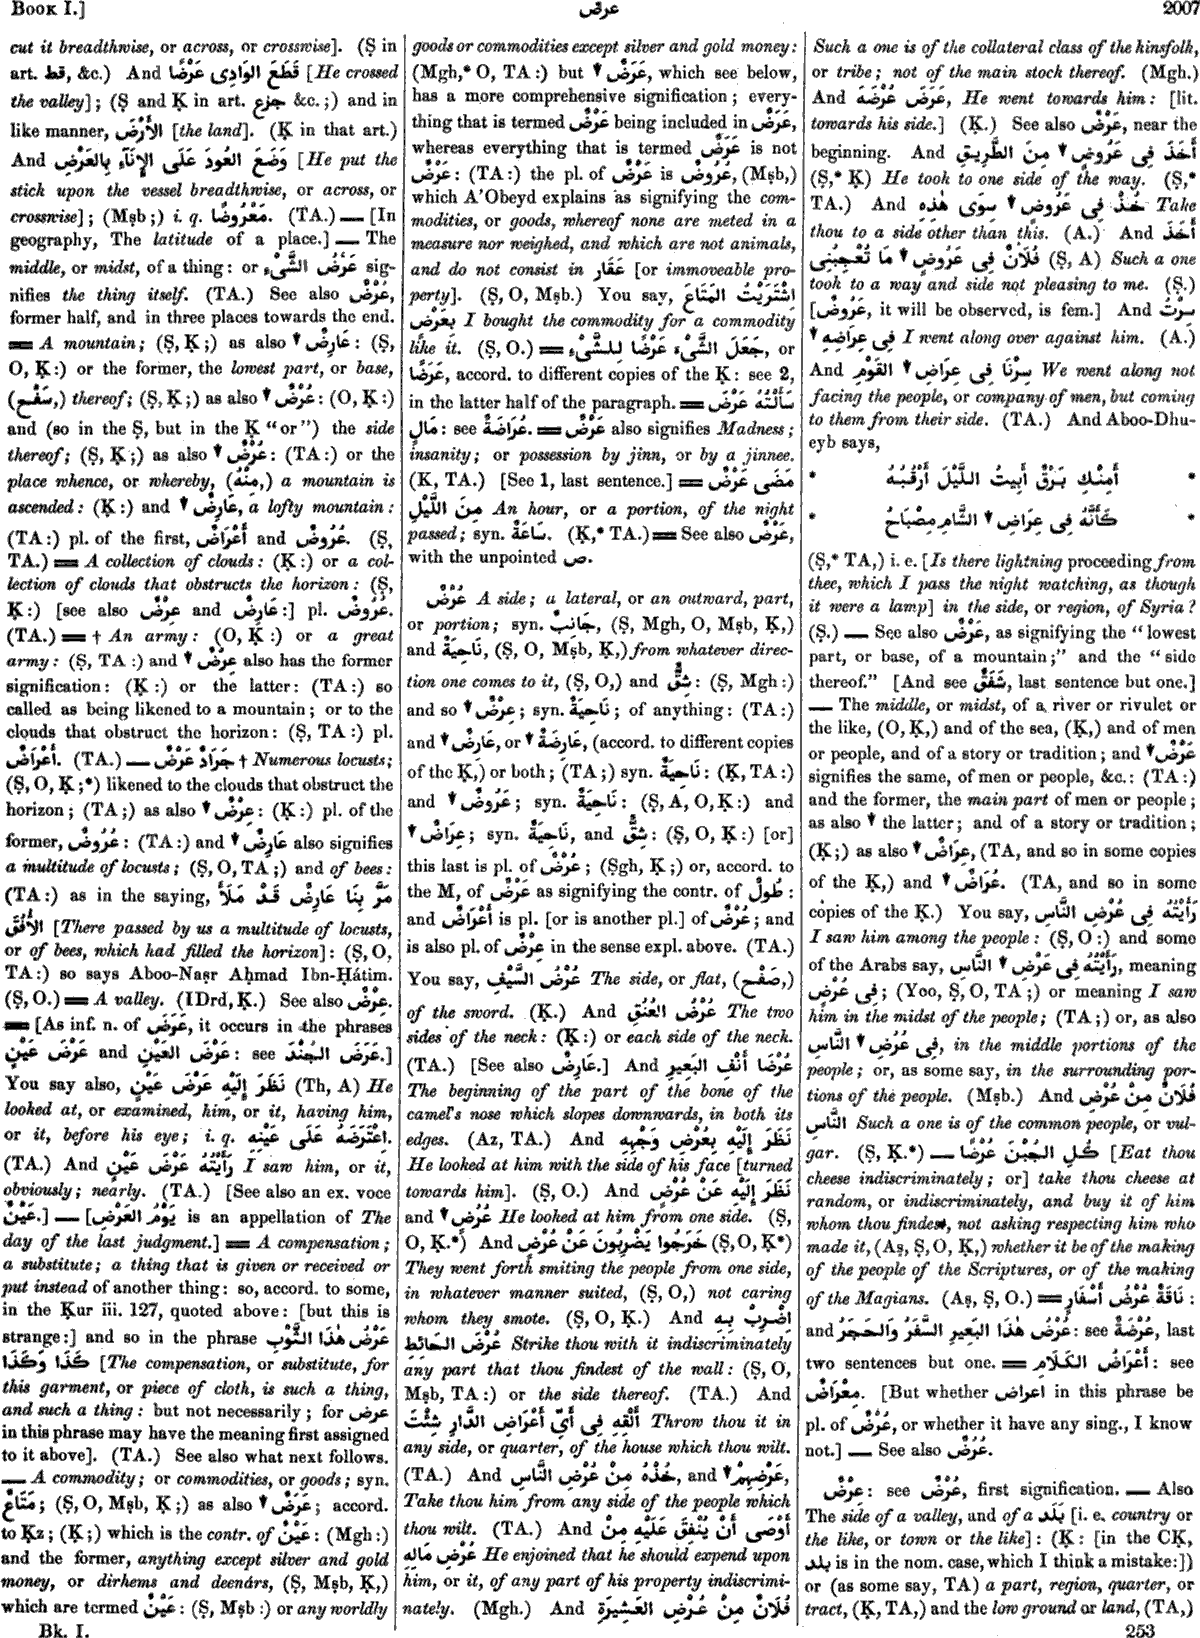 BOOK I.] عرض 2007
cut it breadthwise, or across, or crosswise]. (Ṣ in
art. قط, &c.) And قَطَعَ الوَادِىَ عَرْضًا [He crossed
the valley]; (Ṣ and Ḳ in art. جزع &c.;) and in
like manner, الأَرْضَ [the land]. (Ḳ in that art.)
And وَضَعَ العُودَ عَلَى الإِنَآءِ بِالعَرْضِ [He put the
stick upon the vessel breadthwise, or across, or
crosswise]; (Mṣb;) i. q. مَعْرُوضًا. (TA.) — [In
geography, The latitude of a place.] — The
middle, or midst, of a thing: or عَرْضُ الشَّىْءِ sig-
nifies the thing itself. (TA.) See also عُرْضٌ,
former half, and in three places towards the end.
= A mountain; (Ṣ, Ḳ;) as also ▼ عَارِضٌ: (Ṣ,
O, Ḳ:) or the former, the lowest part, or base,
(سَفْح,) thereof; (Ṣ, Ḳ;) as also ▼ عُرْضٌ: (O, Ḳ:)
and (so in the Ṣ, but in the Ḳ “or”) the side
thereof; (Ṣ, Ḳ;) as also ▼ عُرْضٌ: (TA:) or the
place whence, or whereby, (مِنْهُ,) a mountain is
ascended: (Ḳ:) and ▼ عَارِضٌ, a lofty mountain:
(TA:) pl. of the first, أَعْرَاضٌ and عُرُوضٌ. (Ṣ,
TA.) = A collection of clouds: (Ḳ:) or a col-
lection of clouds that obstructs the horizon: (Ṣ,
Ḳ:) [see also عِرْضٌ and عَارِضٌ:] pl. عُرُوضٌ.
(TA.) = † An army: (O, Ḳ:) or a great
army: (Ṣ, TA:) and ▼ عِرْضٌ also has the former
signification: (Ḳ:) or the latter: (TA:) so
called as being likened to a mountain; or to the
clouds that obstruct the horizon: (Ṣ, TA:) pl.
أَعْرَاضٌ. (TA.) — جَرَادٌ عَرْضٌ † Numerous locusts;
(Ṣ, O, Ḳ;*) likened to the clouds that obstruct the
horizon; (TA;) as also ▼ عِرْضٌ: (Ḳ:) pl. of the
former, عُرُوضٌ: (TA:) and ▼ عَارِضٌ also signifies
a multitude of locusts; (Ṣ, O, TA;) and of bees:
(TA:) as in the saying, مَرَّ بِنَا عَارِضٌ قَدْ مَلَأَ
الأُفُقَ [There passed by us a multitude of locusts,
or of bees, which had filled the horizon]: (Ṣ, O,
TA:) so says Aboo-Naṣr Aḥmad Ibn-Ḥátim.
(Ṣ, O.) = A valley. (IDrd, Ḳ.) See also عِرْضٌ.
= [As inf. n. of عَرَضَ, it occurs in the phrases
عَرْضَ عَيْنٍ and عَرْضَ العَيْنِ: see عَرَضَ الجُنْدَ.]
You say also, نَظَرَ إِلَيْهِ عَرْضَ عَيْنٍ (Th, A) He
looked at, or examined, him, or it, having him,
or it, before his eye; i. q. اِعْتَرَضَهُ عَلَى عَيْنِهِ.
(TA.) And رَأَيْتُهُ عَرْضَ عَيْنٍ I saw him, or it,
obviously; nearly. (TA.) [See also an ex. voce
عَيْنٌ.] — [يَوْمُ العَرْضِ is an appellation of The
day of the last judgment.] = A compensation;
a substitute; a thing that is given or received or
put instead of another thing: so, accord. to some,
in the Ḳur iii. 127, quoted above: [but this is
strange:] and so in the phrase عَرْضُ هٰذَا الثَّوْبِ
كَذَا وَكَذَا [The compensation, or substitute, for
this garment, or piece of cloth, is such a thing,
and such a thing: but not necessarily; for عرض
in this phrase may have the meaning first assigned
to it above]. (TA.) See also what next follows.
— A commodity; or commodities, or goods; syn.
مَتَاعٌ; (Ṣ, O, Mṣb, Ḳ;) as also ▼ عَرَضٌ; accord.
to Ḳz; (Ḳ;) which is the contr. of عَيْنٌ: (Mgh:)
and the former, anything except silver and gold
money, or dirhems and deenárs, (Ṣ, Mṣb, Ḳ,)
which are termed عَيْنٌ: (Ṣ, Mṣb:) or any worldly
goods or commodities except silver and gold money:
(Mgh,* O, TA:) but ▼ عَرَضٌ, which see below,
has a more comprehensive signification; every-
thing that is termed عَرْضٌ being included in عَرَضٌ,
whereas everything that is termed عَرَضٌ is not
عَرْضٌ: (TA:) the pl. of عَرْضٌ is عُرُوضٌ, (Mṣb,)
which A’Obeyd explains as signifying the com-
modities, or goods, whereof none are meted in a
measure nor weighed, and which are not animals,
and do not consist in عَقَار [or immoveable pro-
perty]. (Ṣ, O, Mṣb.) You say, اِشْتَرَيْتُ المَتَاعَ
بِعَرْضٍ I bought the commodity for a commodity
like it. (Ṣ, O.) = جَعَلَ الشَّىْءَ عَرْضًا لِلشَّىْءِ, or
عَرَضًا, accord. to different copies of the Ḳ: see 2,
in the latter half of the paragraph. = سَأَلْتُهُ عَرْضَ
مَالٍ: see عُرَاضَةٌ. = عَرْضٌ also signifies Madness;
insanity; or possession by jinn, or by a jinnee.
(Ḳ, TA.) [See 1, last sentence.] = مَضَى عَرْضٌ
مِنَ اللَّيْلِ An hour, or a portion, of the night
passed; syn. سَاعَةٌ. (Ḳ,* TA.) = See also عَرْصٌ,
with the unpointed ص.
عُرْضٌ A side; a lateral, or an outward, part,
or portion; syn. جَانِبٌ, (Ṣ, Mgh, O, Mṣb, Ḳ,)
and نَاحِيَةٌ, (Ṣ, O, Mṣb, Ḳ,) from whatever direc-
tion one comes to it, (Ṣ, O,) and شِقٌّ: (Ṣ, Mgh:)
and so ▼ عِرْضٌ; syn. نَاحِيَةٌ; of anything: (TA:)
and ▼ عَارِضٌ, or ▼ عَارِضَةٌ, (accord. to different copies
of the Ḳ,) or both; (TA;) syn. نَاحِيَةٌ: (Ḳ, TA:)
and ▼ عَرُوضٌ; syn. نَاحِيَةٌ: (Ṣ, A, O, Ḳ:) and
▼ عِرَاضٌ; syn. نَاحِيَةٌ, and شِقٌّ: (Ṣ, O, Ḳ:) [or]
this last is pl. of عُرْضٌ; (Ṣgh, Ḳ;) or, accord. to
the M, of عَرْضٌ as signifying the contr. of طُولٌ:
and أَعْرَاضٌ is pl. [or is another pl.] of عُرْضٌ; and
is also pl. of عِرْضٌ in the sense expl. above. (TA.)
You say, عُرْضُ السَّيْفِ The side, or flat, (صَفْح,)
of the sword. (Ḳ.) And عُرْضُ العُنُقِ The two
sides of the neck: (Ḳ:) or each side of the neck.
(TA.) [See also عَارِضٌ.] And عُرْضَا أَنْفِ البَعِيرِ
The beginning of the part of the bone of the
camel's nose which slopes downwards, in both its
edges. (Az, TA.) And نَظَرَ إِلَيْهِ بِعُرْضِ وَجْهِهِ
He looked at him with the side of his face [turned
towards him]. (Ṣ, O.) And نَظَرَ إِلَيْهِ عَنْ عُرْضٍ
and ▼ عُرُضٍ He looked at him from one side. (Ṣ,
O, Ḳ.*) And خَرَجُوا يَضْرِبُونَ عَنْ عُرْضٍ (Ṣ, O, Ḳ*)
They went forth smiting the people from one side,
in whatever manner suited, (Ṣ, O,) not caring
whom they smote. (Ṣ, O, Ḳ.) And اِضْرِبْ بِهِ
عُرْضَ الحَائِطِ Strike thou with it indiscriminately
any part that thou findest of the wall: (Ṣ, O,
Mṣb, TA:) or the side thereof. (TA.) And
أَلْقِهِ فِى أَىِّ أَعْرَاضِ الدَّارِ شِئْتَ Throw thou it in
any side, or quarter, of the house which thou wilt.
(TA.) And خُذْهُ مِنْ عُرْضِ النَّاسِ, and ▼ عَرْضِهِمْ,
Take thou him from any side of the people which
thou wilt. (TA.) And أَوْصَى أَنْ يُنْفَقَ عَلَيْهِ مِنْ
عُرْضِ مَالِهِ He enjoined that he should expend upon
him, or it, of any part of his property indiscrimi-
nately. (Mgh.) And فُلَانٌ مِنْ عُرْضِ العَشِيرَةِ
Such a one is of the collateral class of the kinsfolk,
or tribe; not of the main stock thereof. (Mgh.)
And عَرَضَ عُرْضَهُ, He went towards him: [lit.
towards his side.] (Ḳ.) See also عَرْضٌ, near the
beginning. And أَخَذَ فِى عَرُوضٍ ▼ مِنَ الطَّرِيقِ
(Ṣ,* Ḳ) He took to one side of the way. (Ṣ,*
TA.) And خُذْ فِى عَرُوضٍ ▼ سِوَى هٰذِهِ Take
thou to a side other than this. (A.) And أَخَذَ
فُلَانٌ فِى عَرُوضٍ ▼ مَا تُعْجِبُنِى (Ṣ, A) Such a one
took to a way and side not pleasing to me. (Ṣ.)
[عَرُوضٌ, it will be observed, is fem.] And سِرْتُ
فِى عِرَاضِهِ ▼ I went along over against him. (A.)
And سِرْنَا فِى عِرَاضِ ▼ القَوْمِ We went along not
facing the people, or company of men, but coming
to them from their side. (TA.) And Aboo-Dhu-
eyb says,
* أَمِنْكِ بَرْقٌ أَبِيتُ اللَّيْلَ أَرْقُبُهُ *
* كَأَنَّهُ فِى عِرَاضِ ▼ الشَّامِ مِصْبَاحُ *
(Ṣ,* TA,) i. e. [Is there lightning proceeding from
thee, which I pass the night watching, as though
it were a lamp] in the side, or region, of Syria?
(Ṣ.) — See also عَرْضٌ, as signifying the “lowest
part, or base, of a mountain;” and the “side
thereof.” [And see شَفَقٌ, last sentence but one.]
— The middle, or midst, of a river or rivulet or
the like, (O, Ḳ,) and of the sea, (Ḳ,) and of men
or people, and of a story or tradition; and ▼ عَرْضٌ
signifies the same, of men or people, &c.: (TA:)
and the former, the main part of men or people;
as also ▼ the latter; and of a story or tradition;
(Ḳ;) as also ▼ عِرَاضٌ, (TA, and so in some copies
of the Ḳ,) and ▼ عُرَاضٌ. (TA, and so in some
copies of the Ḳ.) You say, رَأَيْتُهُ فِى عُرْضِ النَّاسِ
I saw him among the people: (Ṣ, O:) and some
of the Arabs say, رَأَيْتُهُ فِى عَرْضِ ▼ النَّاسِ, meaning
فِى عُرْضٍ; (Yoo, Ṣ, O, TA;) or meaning I saw
him in the midst of the people; (TA;) or, as also
فِى عُرُضِ ▼ النَّاسِ, in the middle portions of the
people; or, as some say, in the surrounding por-
tions of the people. (Mṣb.) And فُلَانٌ مِنْ عُرْضِ
النَّاسِ Such a one is of the common people, or vul-
gar. (Ṣ, Ḳ.*) — كُلِ الجُبْنَ عُرْضًا [Eat thou
cheese indiscriminately; or] take thou cheese at
random, or indiscriminately, and buy it of him
whom thou findest, not asking respecting him who
made it, (Aṣ, Ṣ, O, Ḳ,) whether it be of the making
of the people of the Scriptures, or of the making
of the Magians. (Aṣ, Ṣ, O.) = نَاقَةٌ عُرْضُ أَسْفَارٍ:
and عُرْضُ هٰذَا البَعِيرِ السَّفَرُ وَالحَجَرُ: see عُرْضَةٌ, last
two sentences but one. = أَعْرَاضُ الكَلَامِ: see
مِعْرَاضٌ. [But whether اعراض in this phrase be
pl. of عُرْضٌ, or whether it have any sing., I know
not.] — See also عُرُضٌ.
عِرْضٌ: see عُرْضٌ, first signification. — Also
The side of a valley, and of a بَلَد [i. e. country or
the like, or town or the like]: (Ḳ: [in the CḲ,
بلد is in the nom. case, which I think a mistake:])
or (as some say, TA) a part, region, quarter, or
tract, (Ḳ, TA,) and the low ground or land, (TA,)
Bk. I. 253